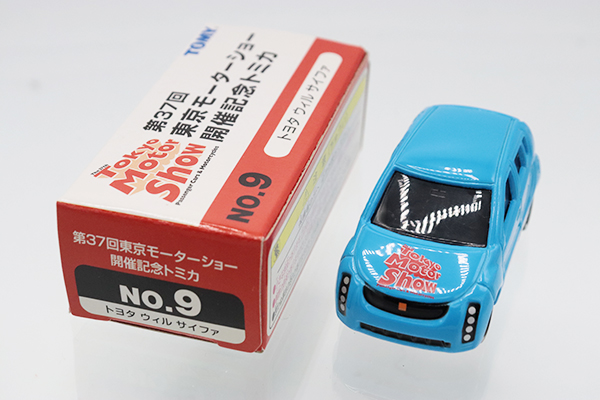 TOMY
第37回
東京モーターショー
開催記念トミカ
Tokyo
Motor
Show
Passenger Cars & Motorcycles
NO.9
トヨタ ウィル サイファ
第37回東京モーターショー
開催記念トミカ
NO.9
トヨタ ウィル サイファ
Tokyo
Motor
Show